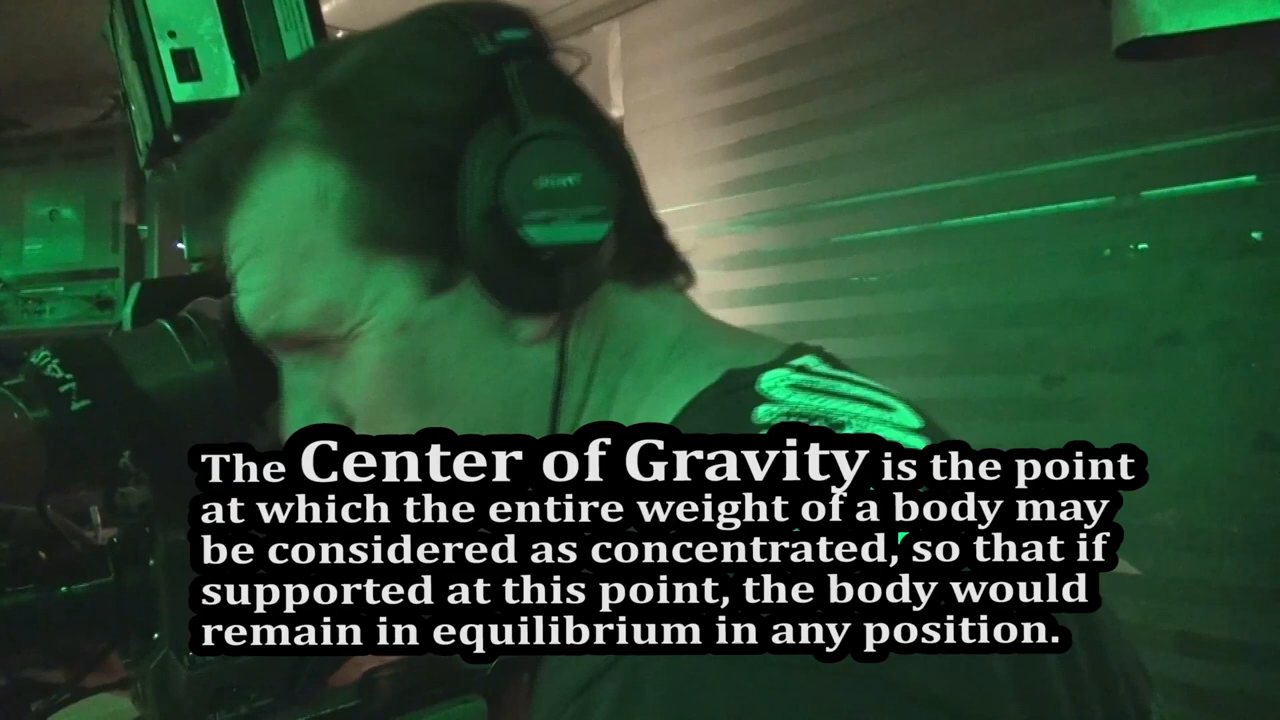 The Center of Gravity is the point
at which the entire weight of a body may
be considered as concentrated, so that if
supported at this point, the body would
remain in equilibrium in any position.